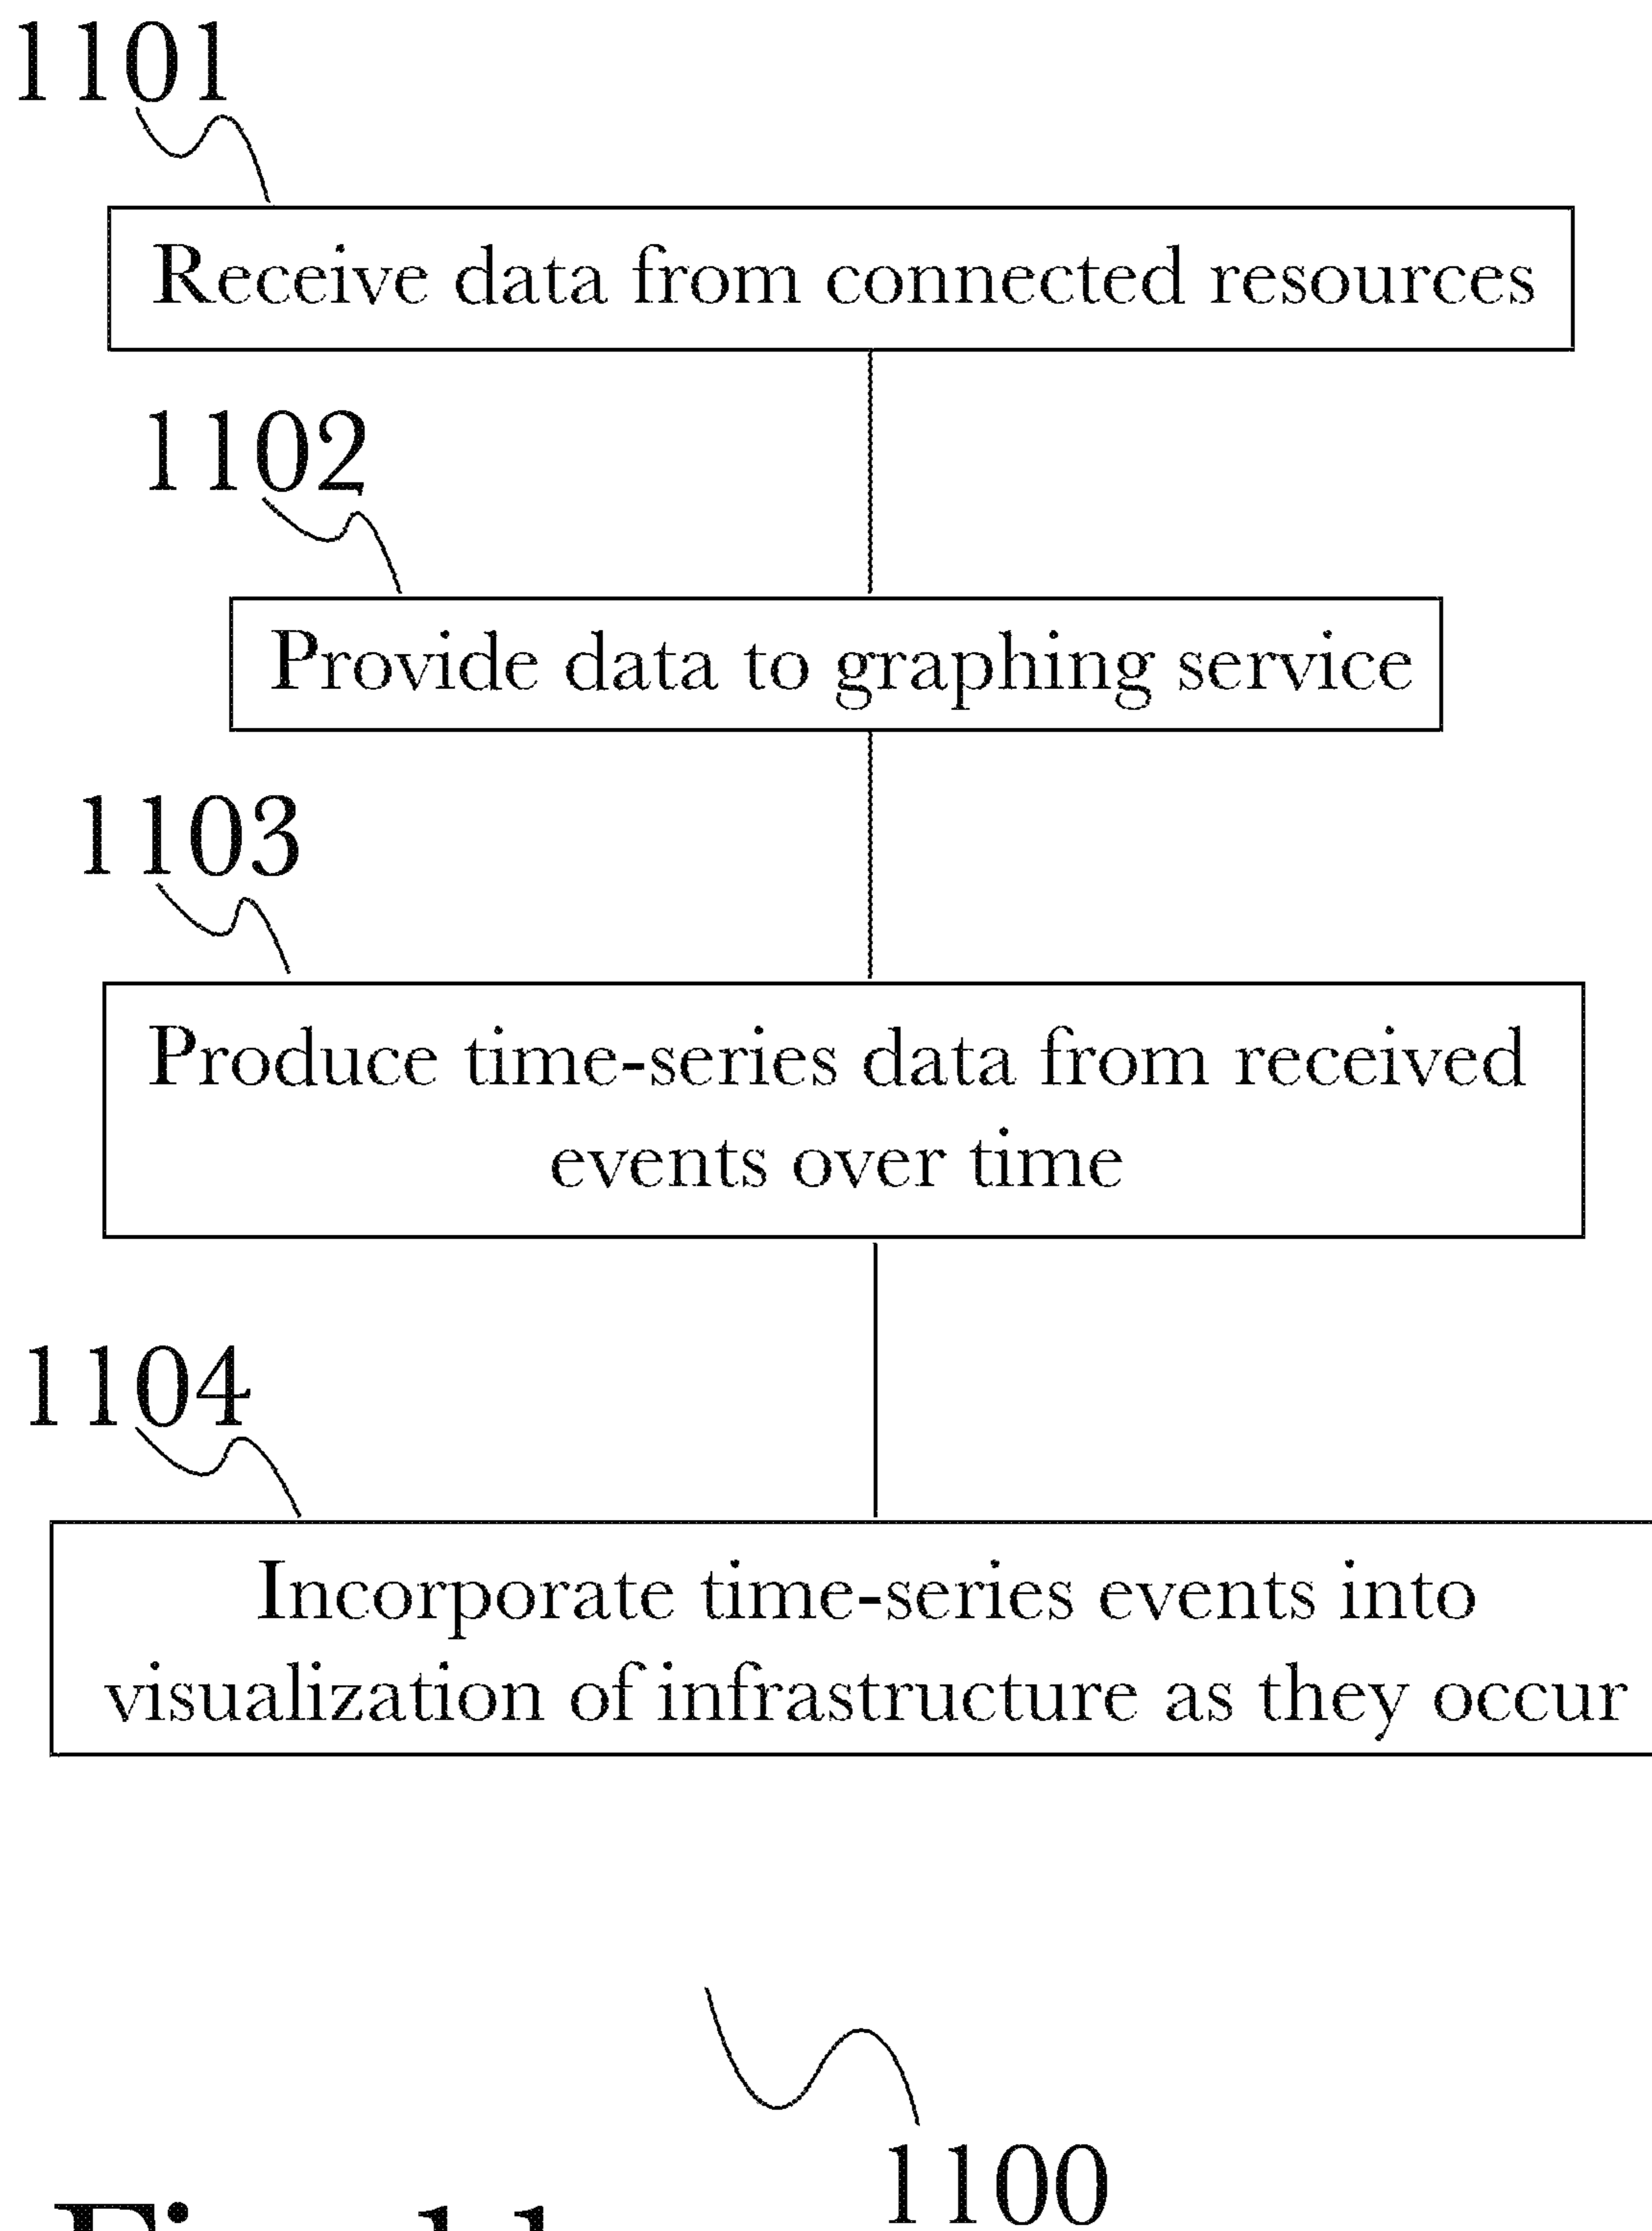 1101
Receive data from connected resources
1102
Provide data to graphing service
1103
Produce time-series data from received
events over time
1104
Incorporate time-series events into
visualization of infrastructure as they occur
1100